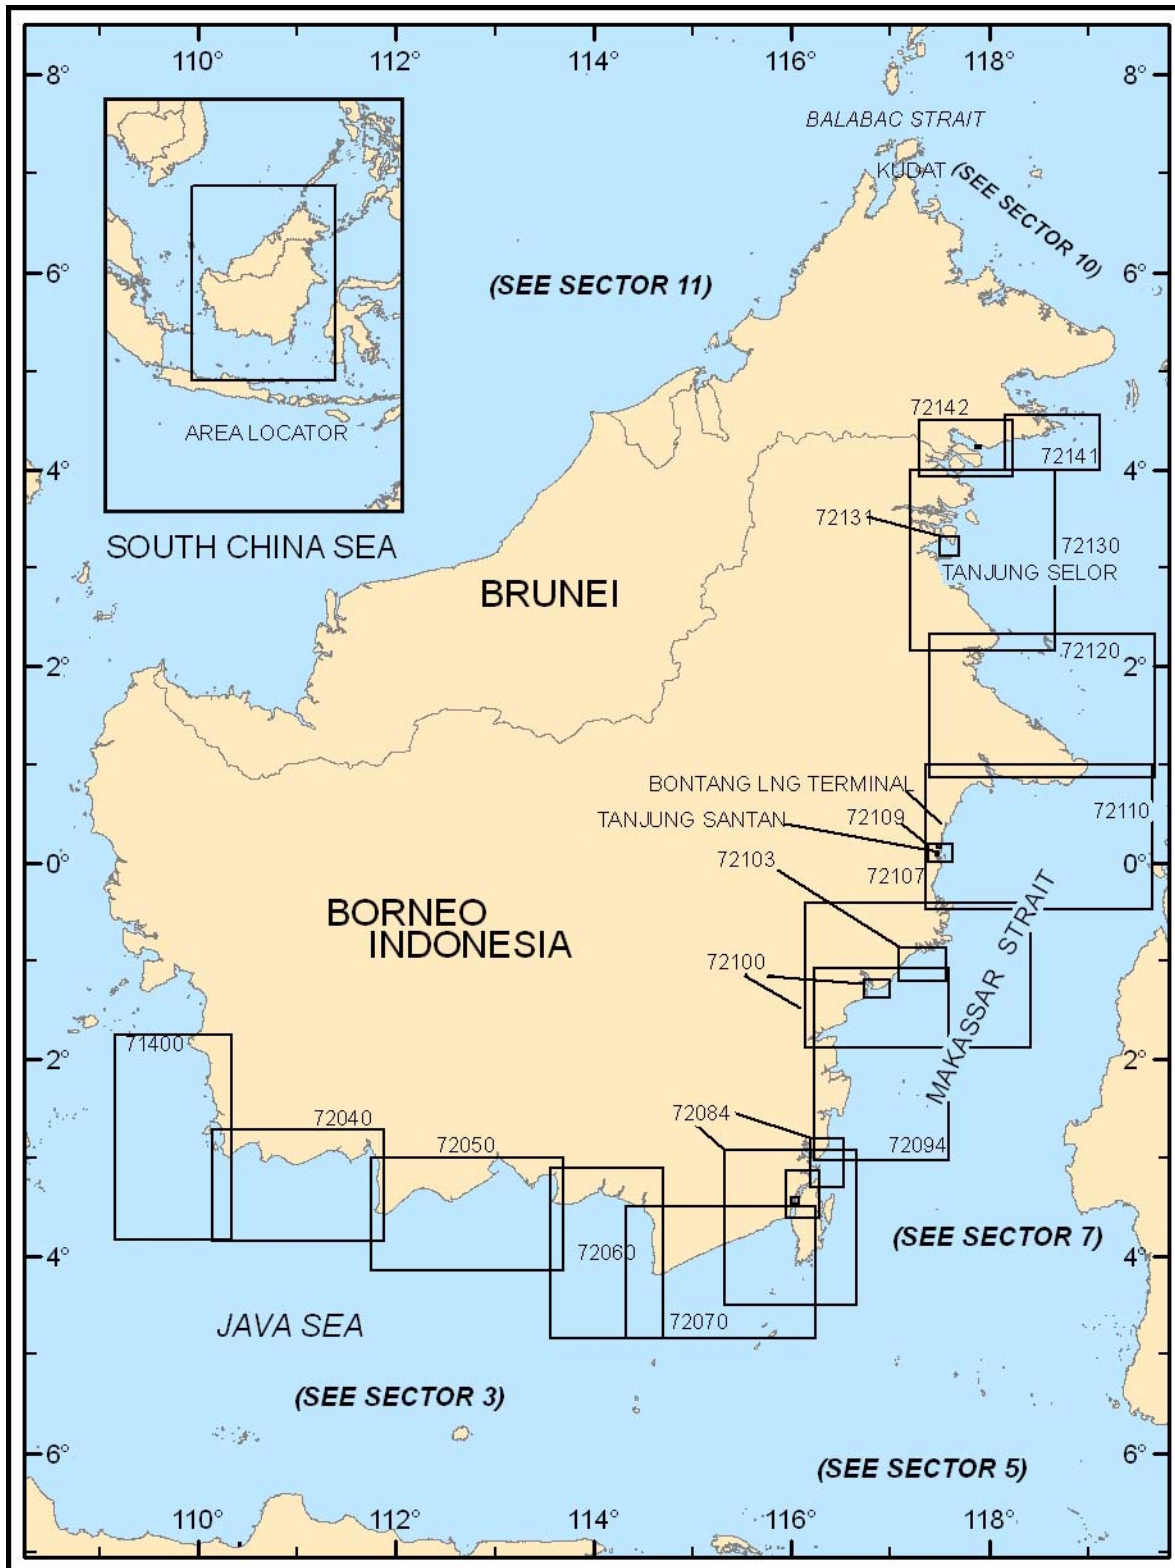 110° 112° 114° 116° 118°
8° 8°
BALABAC STRAIT
KUDAT
(SEE SECTOR 10)
6° 6°
(SEE SECTOR 11)
AREA LOCATOR
72142
72141
4° 4°
72131
SOUTH CHINA SEA
72130
TANJUNG SELOR
BRUNEI
72120
2° 2°
BONTANG LNG TERMINAL
72109
72110
TANJUNG SANTAN
72103
0° 0°
72107
BORNEO
INDONESIA
MAKASSAR STRAIT
72100
71400
2° 2°
72084
72040
72050
72094
(SEE SECTOR 7)
4° 4°
72060
72070
JAVA SEA
(SEE SECTOR 3)
6° 6°
(SEE SECTOR 5)
110° 112° 114° 116° 118°